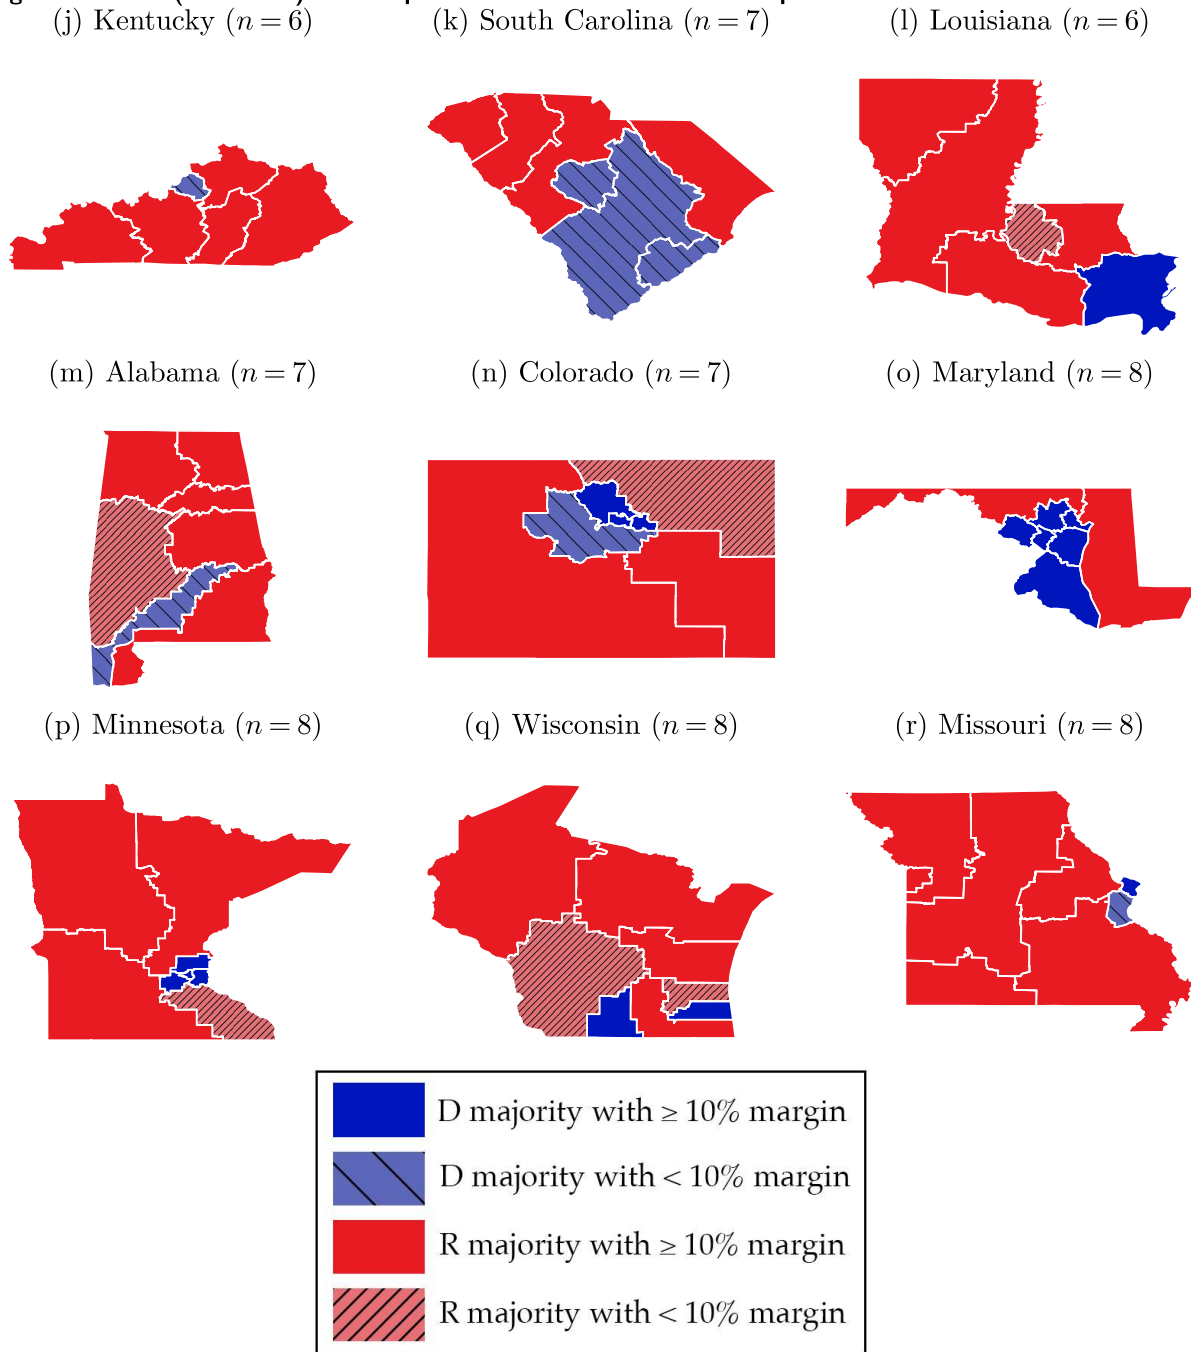 (j) Kentucky (n = 6) (k) South Carolina (n = 7) (l) Louisiana (n = 6)
(m) Alabama (n = 7) (n) Colorado (n = 7) (o) Maryland (n = 8)
(p) Minnesota (n = 8) (q) Wisconsin (n = 8) (r) Missouri (n = 8)
D majority with ≥ 10% margin
D majority with < 10% margin
R majority with ≥ 10% margin
R majority with < 10% margin